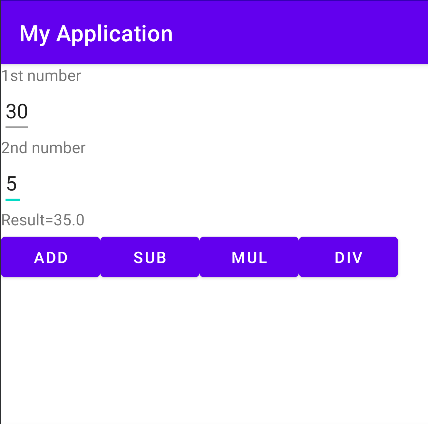 My Application
1st number
30
2nd number
5
Result=35.0
ADD SUB MUL DIV